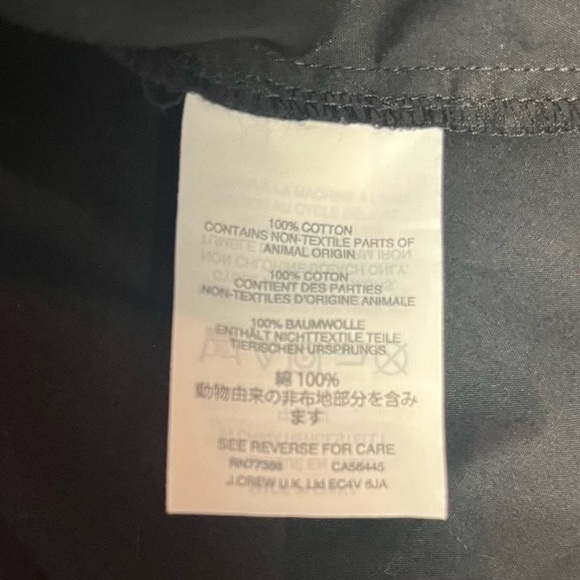 100% COTTON
CONTAINS NON-TEXTILE PARTS OF
ANIMAL ORIGIN
100% COTON
CONTIENT DES PARTIES
NON-TEXTILES D'ORIGINE ANIMALE
100% BAUMWOLLE
ENTHÄLT NICHTTEXTILE TEILE
TIERISCHEN URSPRUNGS
綿 100%
動物由来の非布地部分を含み
ます
SEE REVERSE FOR CARE
RN77388 CA56445
J.CREW U.K. Ltd EC4V 6JA